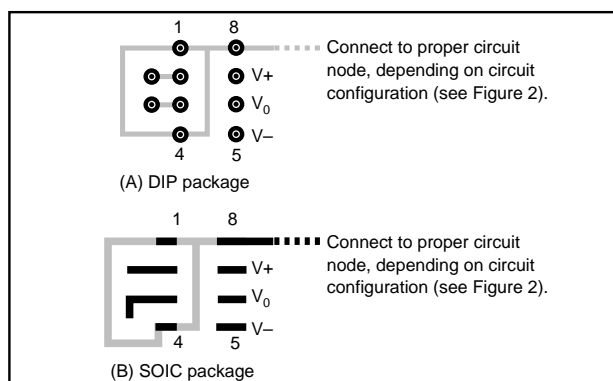 1 8
Connect to proper circuit
node, depending on circuit
configuration (see Figure 2).
V+
V0
V–
4 5
(A) DIP package
1 8
Connect to proper circuit
node, depending on circuit
configuration (see Figure 2).
V+
V0
V–
4 5
(B) SOIC package